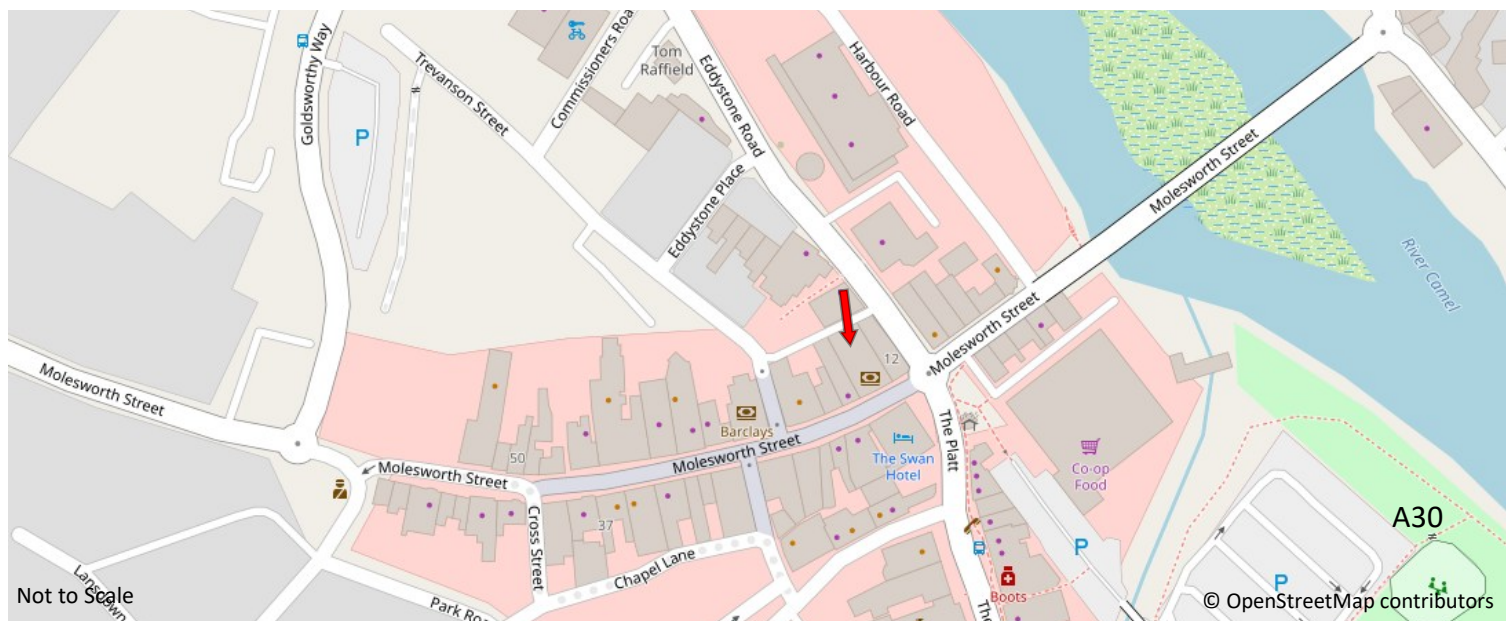 Goldsworthy Way
Trevanson Street
Commissioners Road
Tom
Raffield
Eddystone Road
Harbour Road
P
Eddystone Place
Molesworth Street
River Camel
Molesworth Street
12
Molesworth Street
Barclays
Molesworth Street
The Swan
Hotel
The Platt
Co-op
Food
50
Molesworth Street
Cross Street
37
Chapel Lane
A30
P
P
Boots
Park Ro
The
Not to Scale
© OpenStreetMap contributors